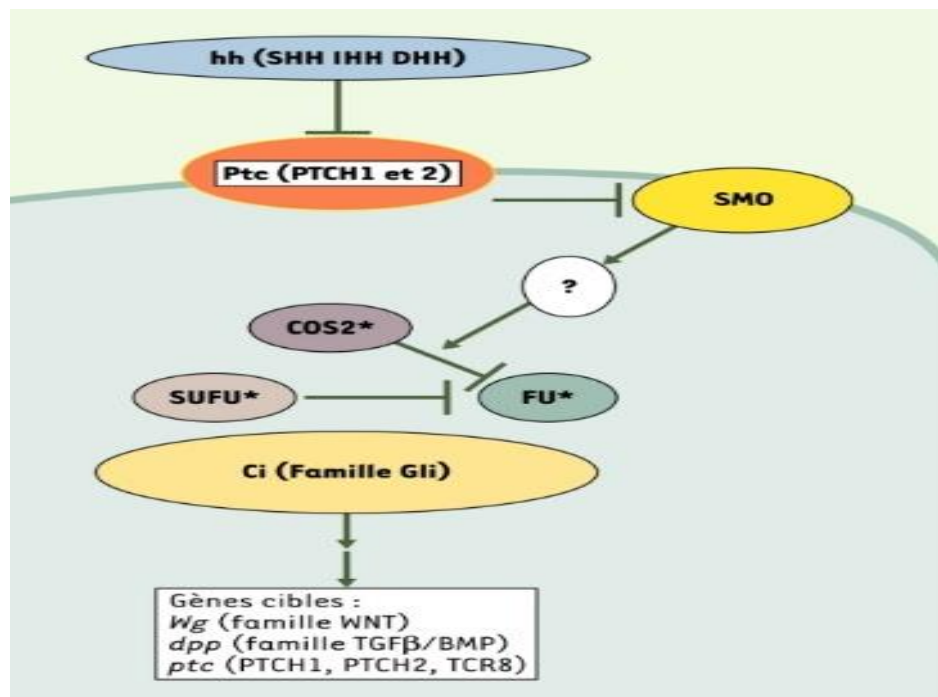 hh (SHH IHH DHH)
Ptc (PTCH1 et 2)
SMO
?
COS2*
SUFU*
FU*
Ci (Famille Gli)
Gènes cibles :
Wg (famille WNT)
dpp (famille TGFβ/BMP)
ptc (PTCH1, PTCH2, TCR8)